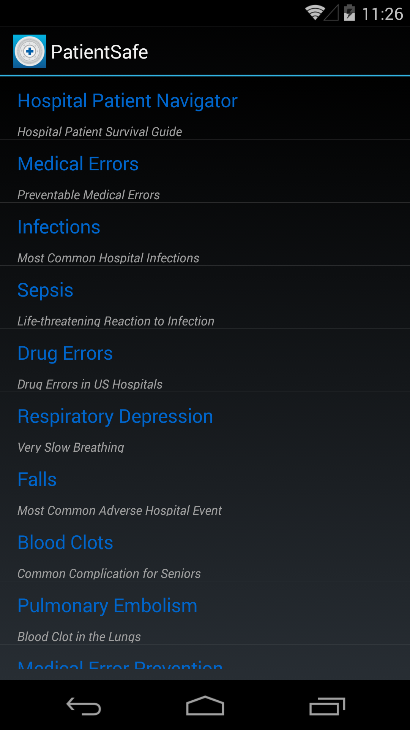 11:26
PatientSafe
Hospital Patient Navigator
Hospital Patient Survival Guide
Medical Errors
Preventable Medical Errors
Infections
Most Common Hospital Infections
Sepsis
Life-threatening Reaction to Infection
Drug Errors
Drug Errors in US Hospitals
Respiratory Depression
Very Slow Breathing
Falls
Most Common Adverse Hospital Event
Blood Clots
Common Complication for Seniors
Pulmonary Embolism
Blood Clot in the Lungs
Medical Error Prevention